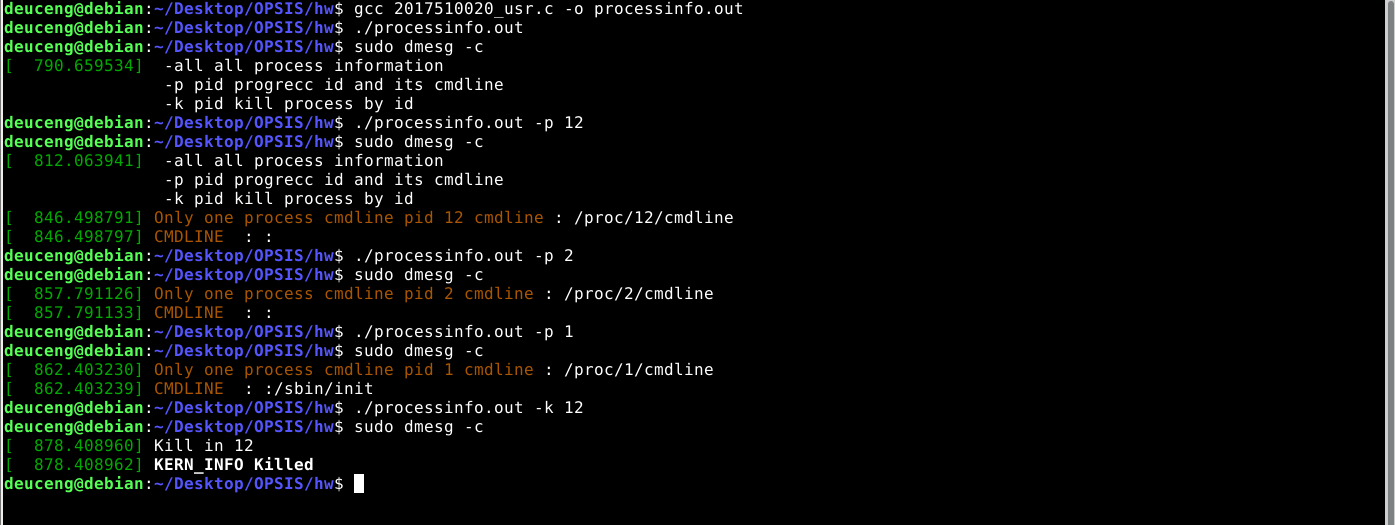 deuceng@debian:~/Desktop/OPSIS/hw$ gcc 2017510020_usr.c -o processinfo.out
deuceng@debian:~/Desktop/OPSIS/hw$ ./processinfo.out
deuceng@debian:~/Desktop/OPSIS/hw$ sudo dmesg -c
[  790.659534]  -all all process information
                -p pid progrecc id and its cmdline
                -k pid kill process by id
deuceng@debian:~/Desktop/OPSIS/hw$ ./processinfo.out -p 12
deuceng@debian:~/Desktop/OPSIS/hw$ sudo dmesg -c
[  812.063941]  -all all process information
                -p pid progrecc id and its cmdline
                -k pid kill process by id
[  846.498791] Only one process cmdline pid 12 cmdline : /proc/12/cmdline
[  846.498797] CMDLINE  : :
deuceng@debian:~/Desktop/OPSIS/hw$ ./processinfo.out -p 2
deuceng@debian:~/Desktop/OPSIS/hw$ sudo dmesg -c
[  857.791126] Only one process cmdline pid 2 cmdline : /proc/2/cmdline
[  857.791133] CMDLINE  : :
deuceng@debian:~/Desktop/OPSIS/hw$ ./processinfo.out -p 1
deuceng@debian:~/Desktop/OPSIS/hw$ sudo dmesg -c
[  862.403230] Only one process cmdline pid 1 cmdline : /proc/1/cmdline
[  862.403239] CMDLINE  : :/sbin/init
deuceng@debian:~/Desktop/OPSIS/hw$ ./processinfo.out -k 12
deuceng@debian:~/Desktop/OPSIS/hw$ sudo dmesg -c
[  878.408960] Kill in 12
[  878.408962] KERN_INFO Killed
deuceng@debian:~/Desktop/OPSIS/hw$